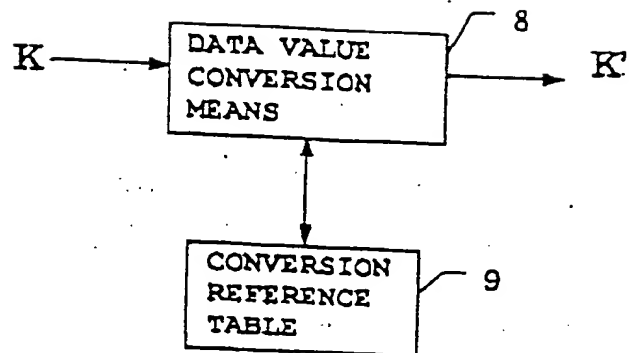 8
K
DATA VALUE
CONVERSION
MEANS
K'
CONVERSION
REFERENCE
TABLE
9